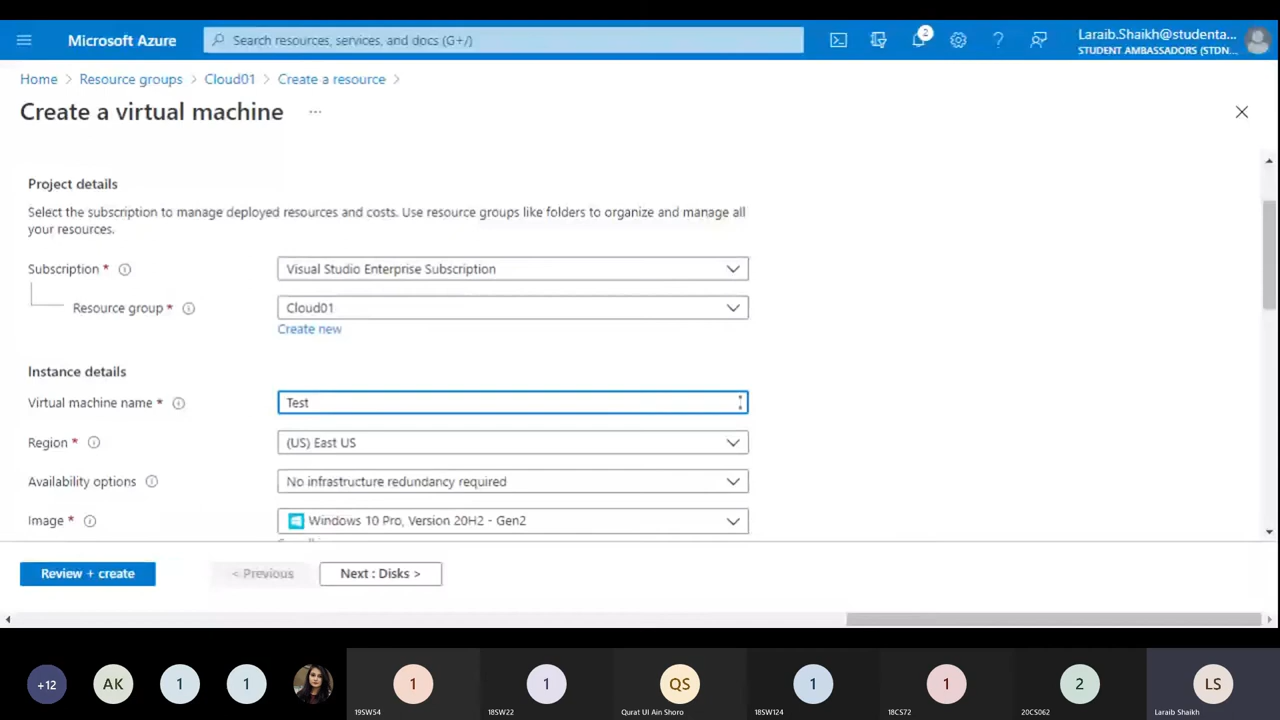 Microsoft Azure
Search resources, services, and docs (G+/)
2
Laraib.Shaikh@studenta...
STUDENT AMBASSADORS (STDN...
Home > Resource groups > Cloud01 > Create a resource >
Create a virtual machine ...
Project details
Select the subscription to manage deployed resources and costs. Use resource groups like folders to organize and manage all
your resources.
Subscription *
Visual Studio Enterprise Subscription
Resource group *
Cloud01
Create new
Instance details
Virtual machine name *
Test
Region *
(US) East US
Availability options
No infrastructure redundancy required
Image *
Windows 10 Pro, Version 20H2 - Gen2
Review + create
< Previous
Next : Disks >
+12
AK
1
1
1
19SW54
1
18SW22
QS
Qurat Ul Ain Shoro
1
18SW124
1
18CS72
2
20CS062
LS
Laraib Shaikh